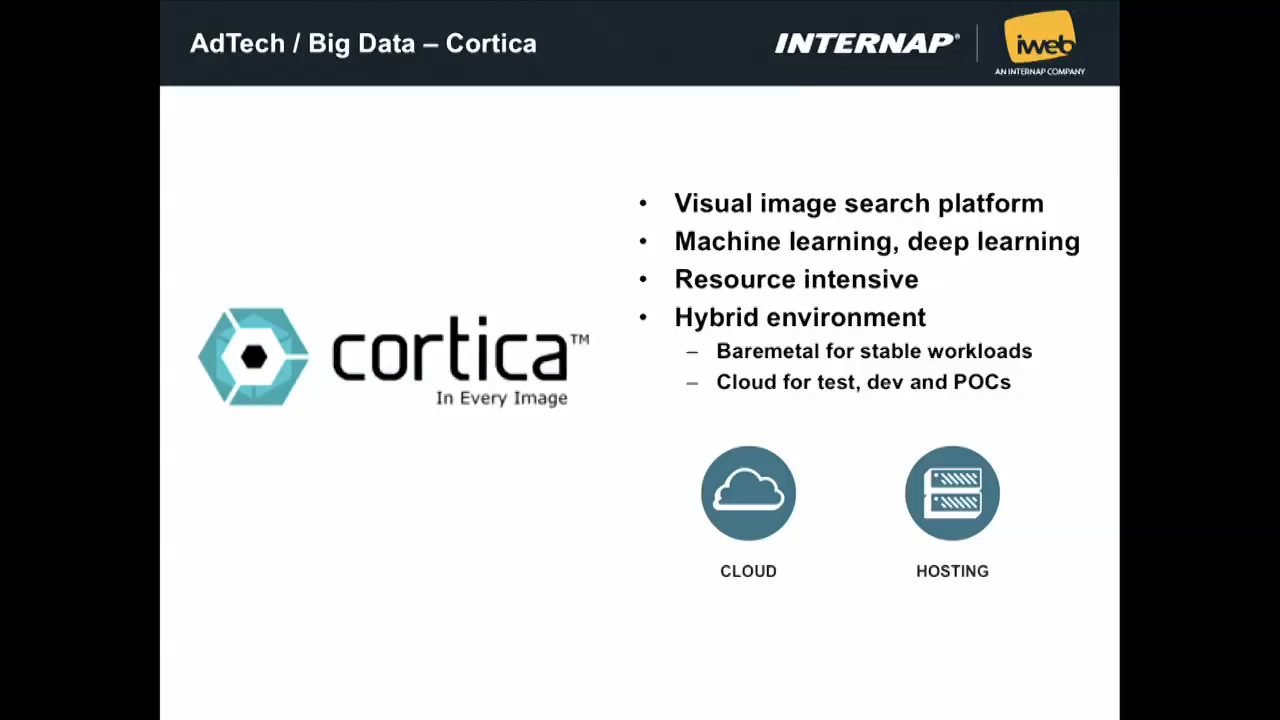 AdTech / Big Data – Cortica
INTERNAP®
iweb
AN INTERNAP COMPANY
cortica™
In Every Image
• Visual image search platform
• Machine learning, deep learning
• Resource intensive
• Hybrid environment
– Baremetal for stable workloads
– Cloud for test, dev and POCs
CLOUD
HOSTING